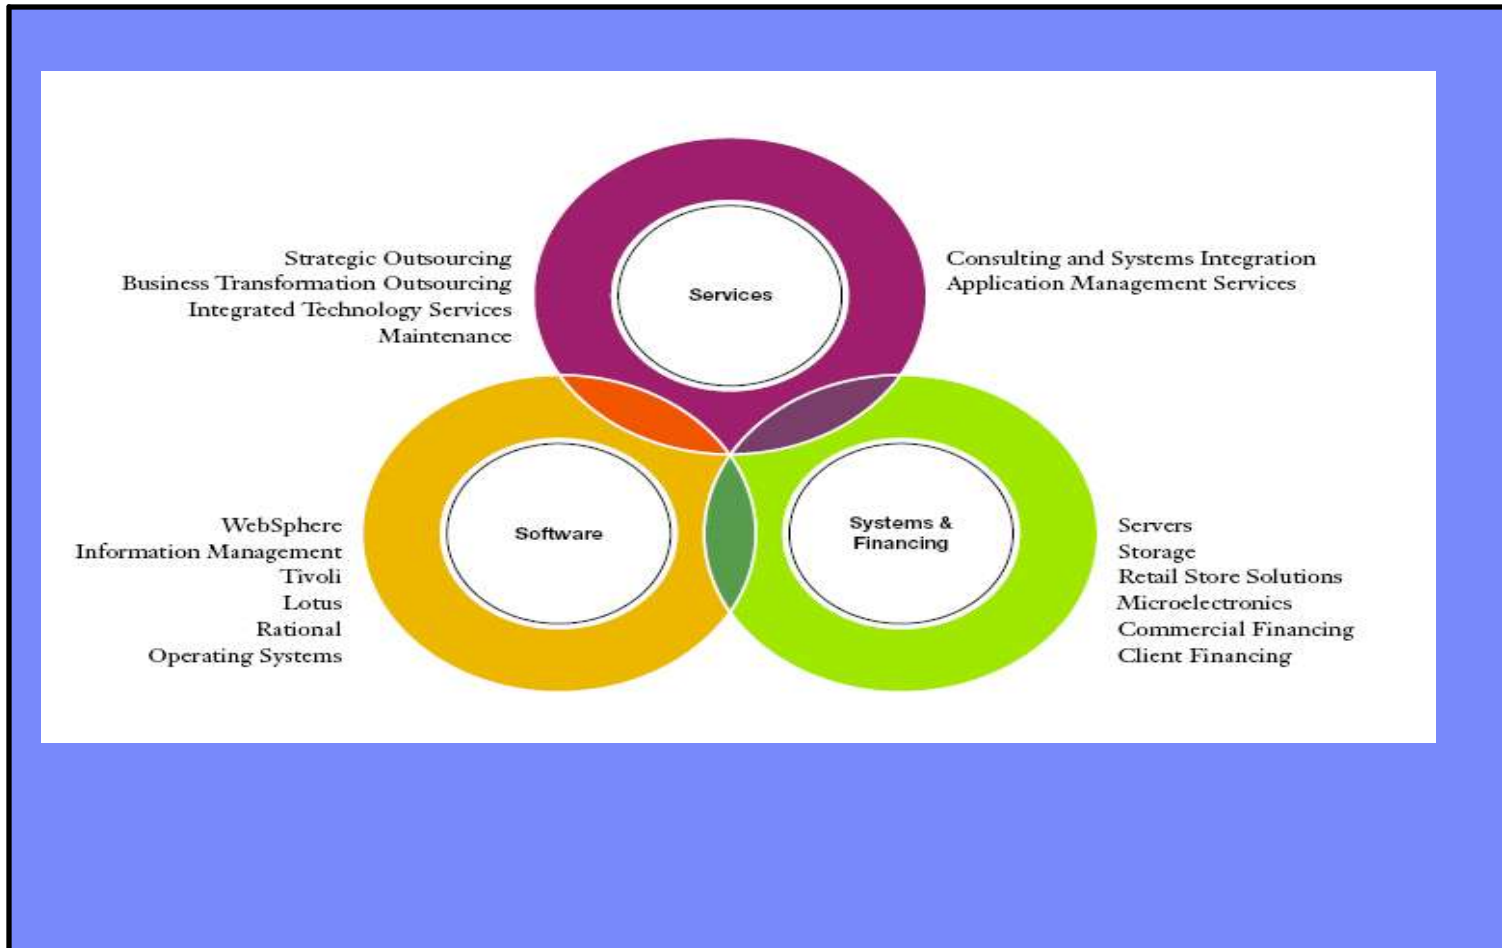 Strategic Outsourcing
Business Transformation Outsourcing
Integrated Technology Services
Maintenance
Services
Consulting and Systems Integration
Application Management Services
WebSphere
Information Management
Tivoli
Lotus
Rational
Operating Systems
Software
Systems &
Financing
Servers
Storage
Retail Store Solutions
Microelectronics
Commercial Financing
Client Financing